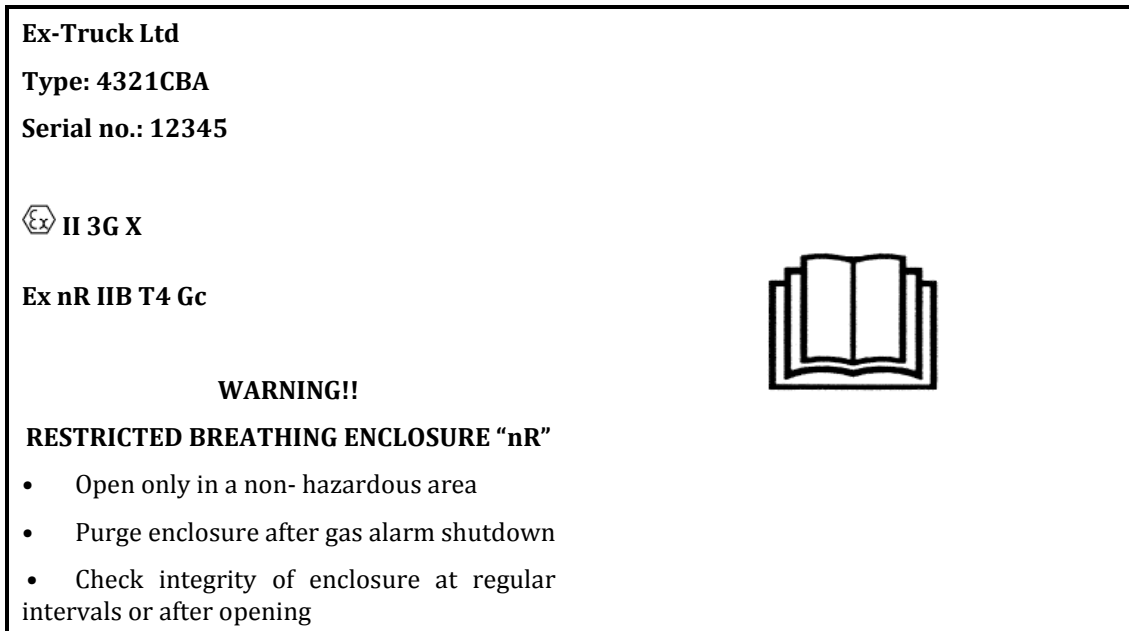 Ex-Truck Ltd
Type: 4321CBA
Serial no.: 12345
Ex II 3G X
Ex nR IIB T4 Gc
WARNING!!
RESTRICTED BREATHING ENCLOSURE “nR”
• Open only in a non- hazardous area
• Purge enclosure after gas alarm shutdown
• Check integrity of enclosure at regular
intervals or after opening